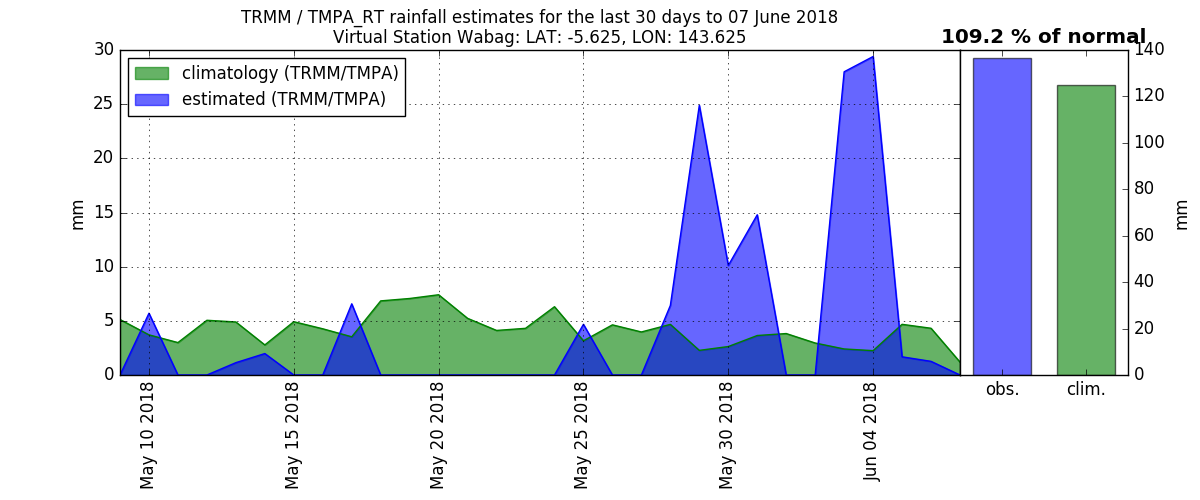 TRMM / TMPA_RT rainfall estimates for the last 30 days to 07 June 2018
Virtual Station Wabag: LAT: -5.625, LON: 143.625
109.2 % of normal
climatology (TRMM/TMPA)
estimated (TRMM/TMPA)
30
25
20
15
10
5
0
mm
May 10 2018
May 15 2018
May 20 2018
May 25 2018
May 30 2018
Jun 04 2018
obs.
clim.
140
120
100
80
60
40
20
0
mm